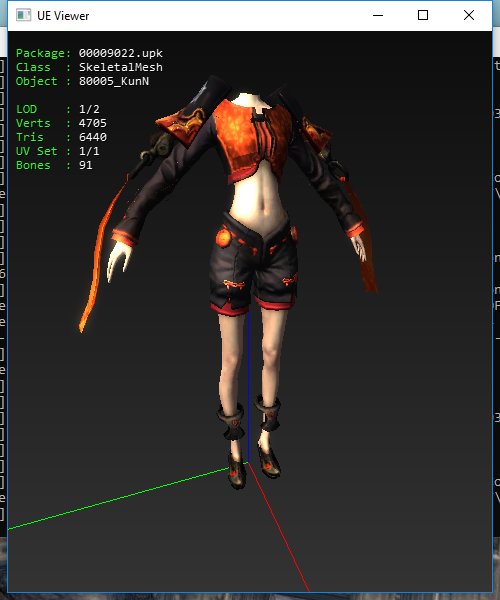 UE Viewer
Package: 00009022.upk
Class : SkeletalMesh
Object : 80005_KunN
LOD : 1/2
Verts : 4705
Tris : 6440
UV Set : 1/1
Bones : 91